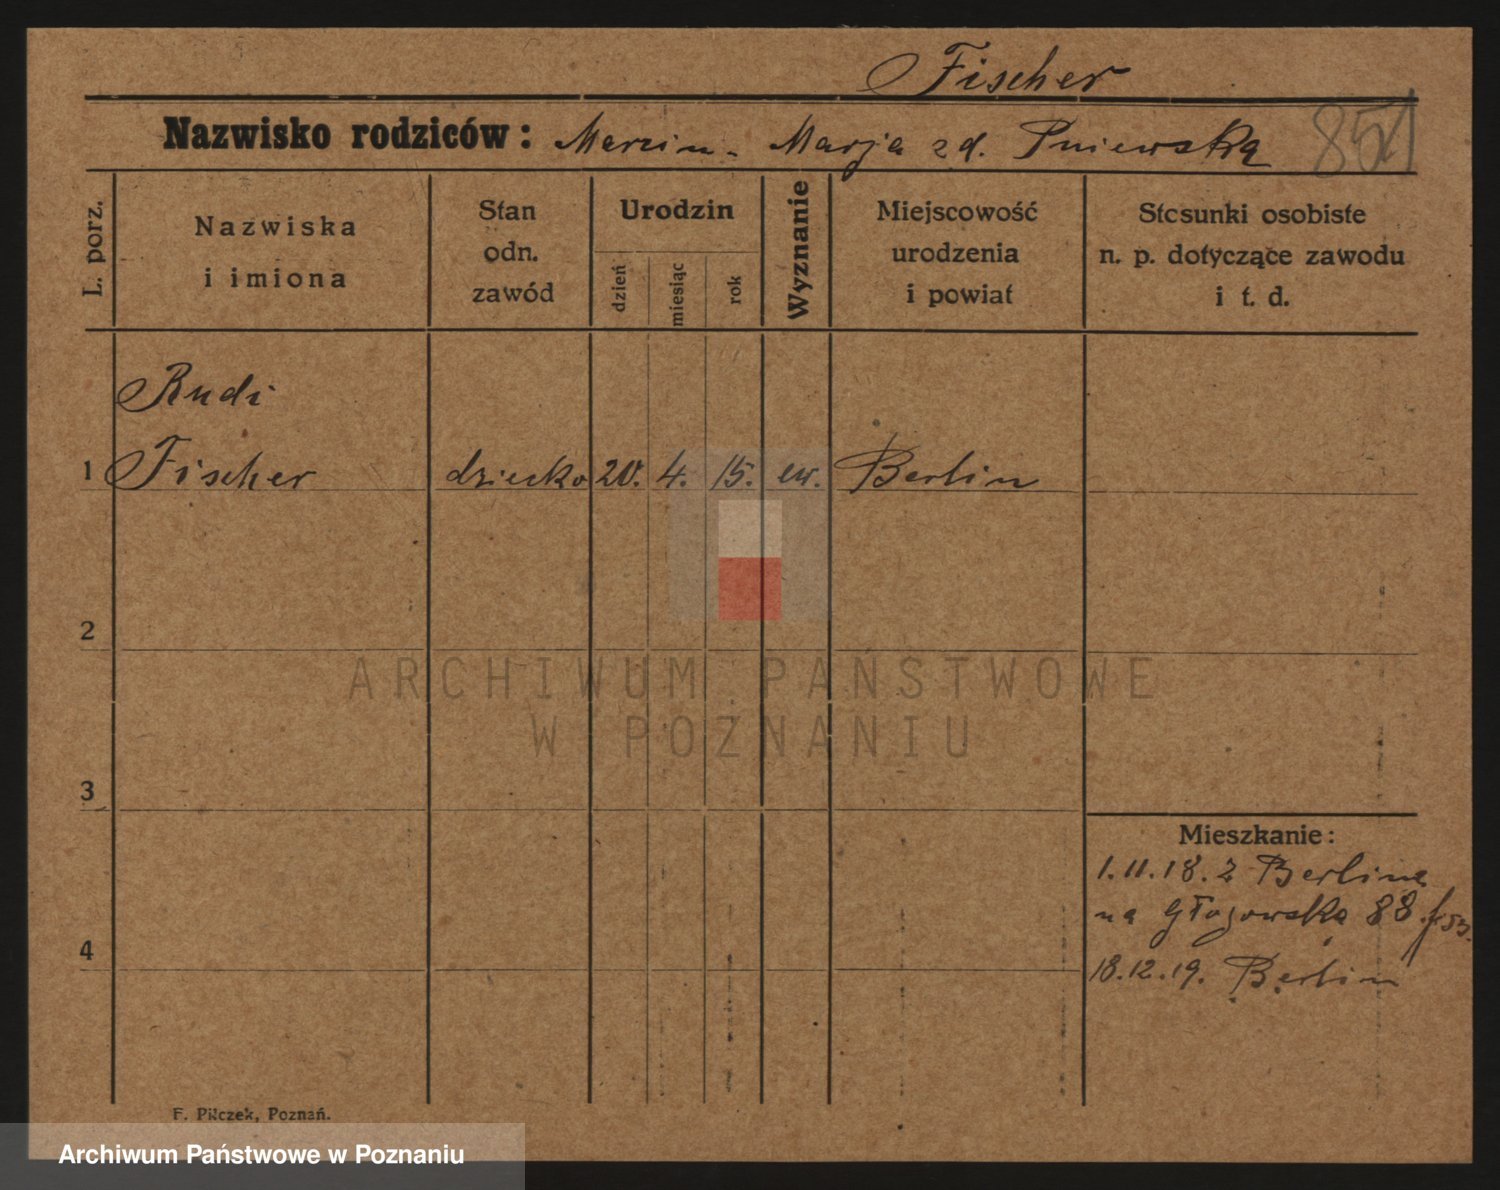 Fischer
Nazwisko rodziców: Marcin - Marja zd. Pniewska
L. porz.
Nazwiska
i imiona
Stan
odn.
zawód
Urodzin
dzień
miesiąc
rok
Wyznanie
Miejscowość
urodzenia
i powiat
Stosunki osobiste
n. p. dotyczące zawodu
i t. d.
Rudi
1 Fischer dziecko 20. 4. 15. ew. Berlin
2
3
4
Mieszkanie:
1.11.18. z Berlina
na Głogowska 88
18.12.19. Berlin
F. Pilczek, Poznań.
ARCHIWUM PAŃSTWOWE
W POZNANIU
Archiwum Państwowe w Poznaniu